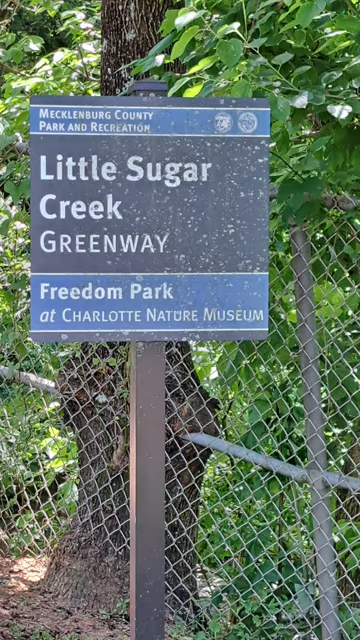 MECKLENBURG COUNTY
PARK AND RECREATION
Little Sugar
Creek
GREENWAY
Freedom Park
at CHARLOTTE NATURE MUSEUM